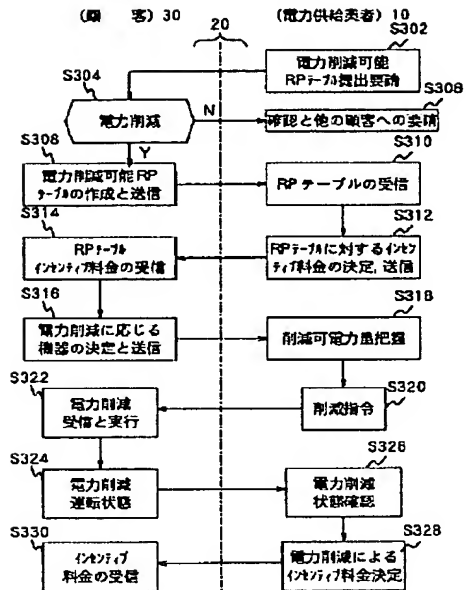 (顧 客) 30
20
(電力供給業者) 10
S302
電力削減可能
RPテーブル提出要請
S304
電力削減
N
Y
S308
確認と他の顧客への要請
S306
電力削減可能RP
テーブルの作成と送信
S310
RPテーブルの受信
S314
RPテーブル
インセンティブ料金の受信
S312
RPテーブルに対するインセン
ティブ料金の決定,送信
S316
電力削減に応じる
機器の決定と送信
S318
削減可電力量把握
S322
電力削減
受信と実行
S320
削減指令
S324
電力削減
運転状態
S326
電力削減
状態確認
S330
インセンティブ
料金の受信
S328
電力削減による
インセンティブ料金決定